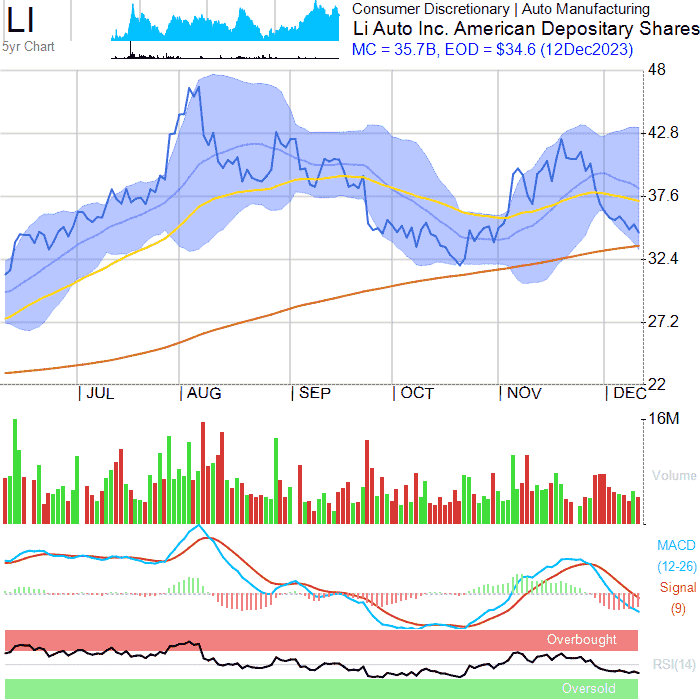 LI
5yr Chart
Consumer Discretionary | Auto Manufacturing
Li Auto Inc. American Depositary Shares
MC = 35.7B, EOD = $34.6 (12Dec2023)
48
42.8
37.6
32.4
27.2
22
| JUL | AUG | SEP | OCT | NOV | DEC
16M
Volume
MACD
(12-26)
Signal
(9)
Overbought
RSI(14)
Oversold